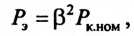 Pэ = β²Pк.ном ,